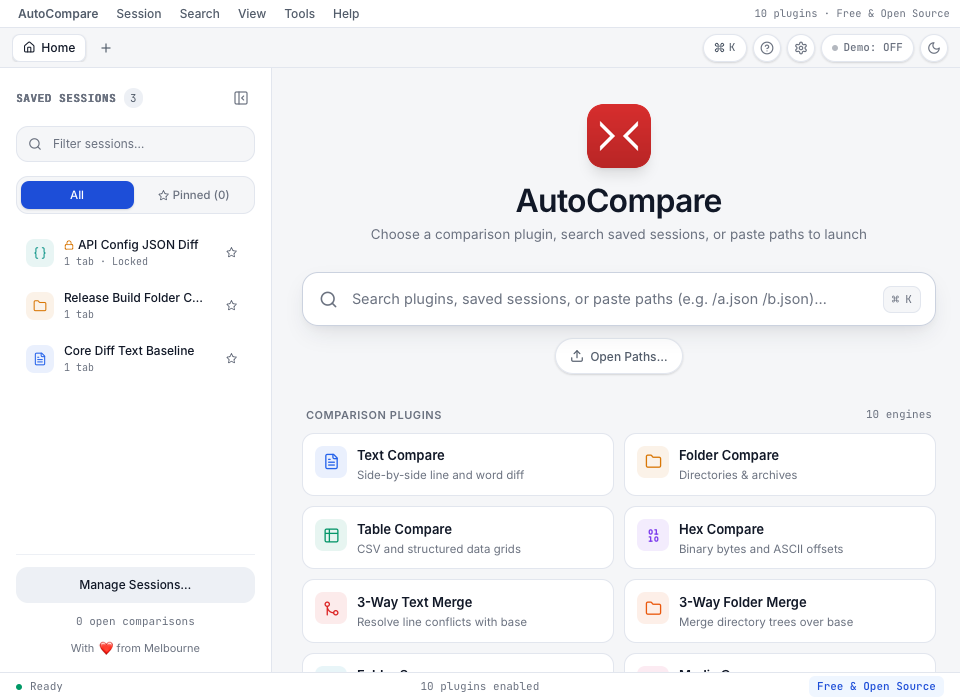 AutoCompare Session Search View Tools Help
10 plugins · Free & Open Source
Home
⌘ K
Demo: OFF
SAVED SESSIONS 3
Filter sessions...
All
Pinned (0)
API Config JSON Diff
1 tab · Locked
Release Build Folder C...
1 tab
Core Diff Text Baseline
1 tab
Manage Sessions...
0 open comparisons
With ❤️ from Melbourne
AutoCompare
Choose a comparison plugin, search saved sessions, or paste paths to launch
Search plugins, saved sessions, or paste paths (e.g. /a.json /b.json)...
⌘ K
Open Paths...
COMPARISON PLUGINS
10 engines
Text Compare
Side-by-side line and word diff
Folder Compare
Directories & archives
Table Compare
CSV and structured data grids
Hex Compare
Binary bytes and ASCII offsets
3-Way Text Merge
Resolve line conflicts with base
3-Way Folder Merge
Merge directory trees over base
Ready
10 plugins enabled
Free & Open Source